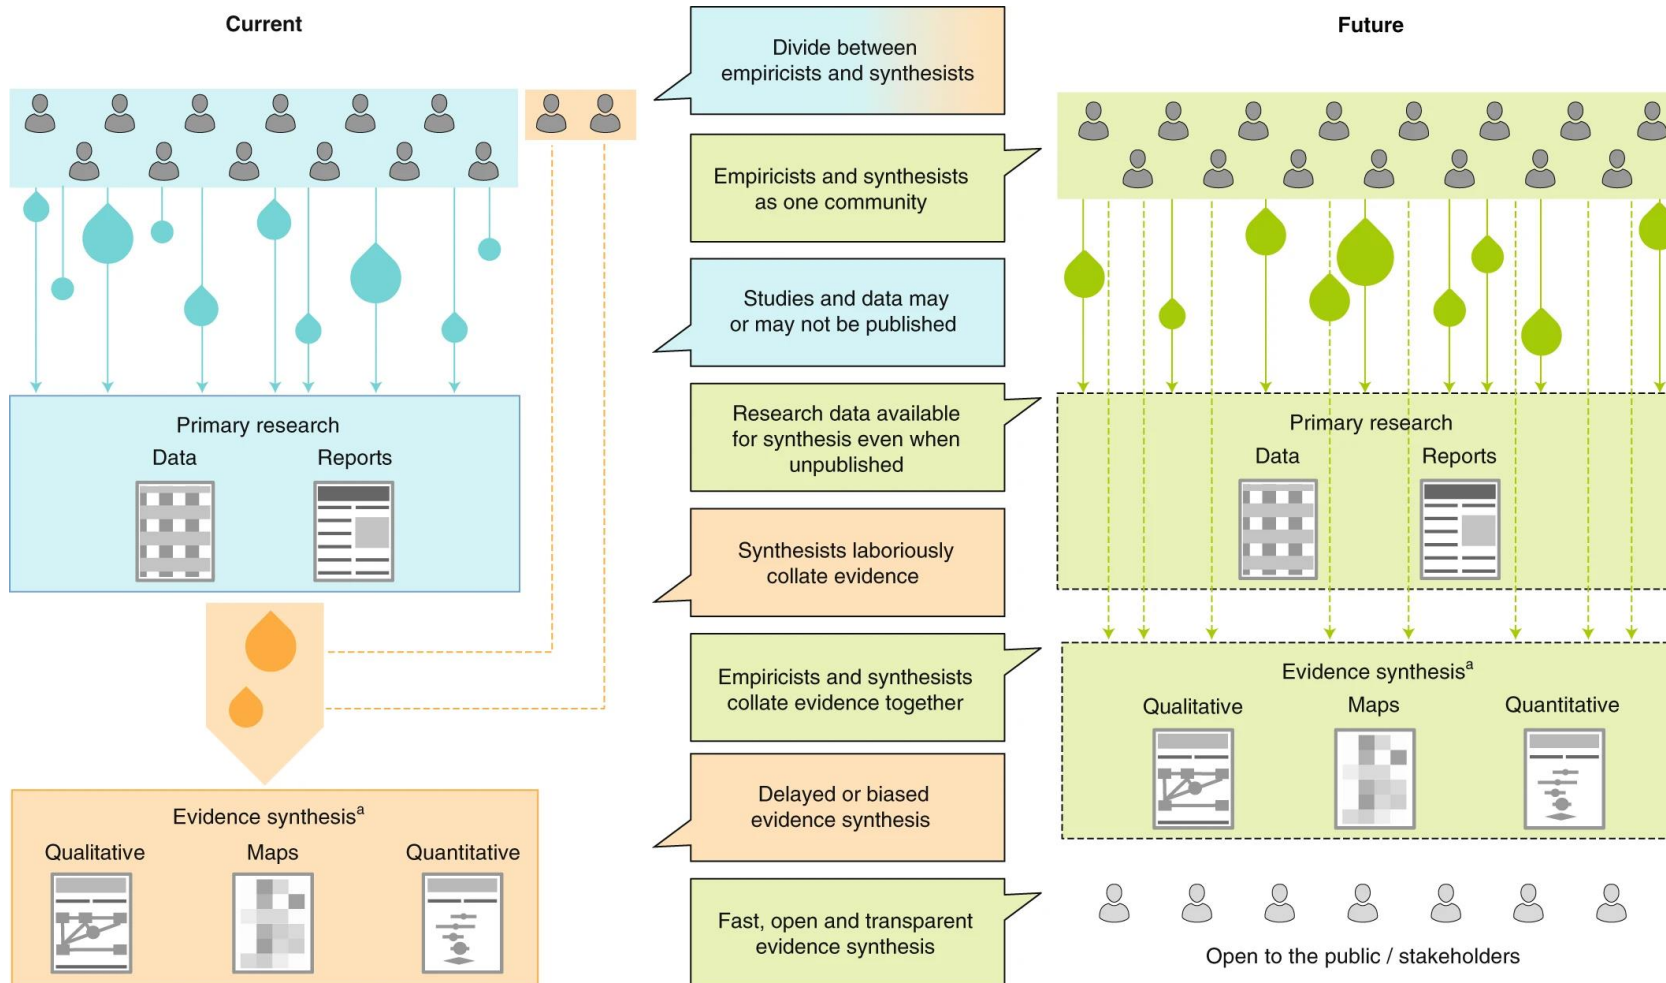 Current
Future
Divide between
empiricists and synthesists
Empiricists and synthesists
as one community
Studies and data may
or may not be published
Research data available
for synthesis even when
unpublished
Synthesists laboriously
collate evidence
Empiricists and synthesists
collate evidence together
Delayed or biased
evidence synthesis
Fast, open and transparent
evidence synthesis
Primary research
Data Reports
Evidence synthesisᵃ
Qualitative Maps Quantitative
Primary research
Data Reports
Evidence synthesisᵃ
Qualitative Maps Quantitative
Open to the public / stakeholders